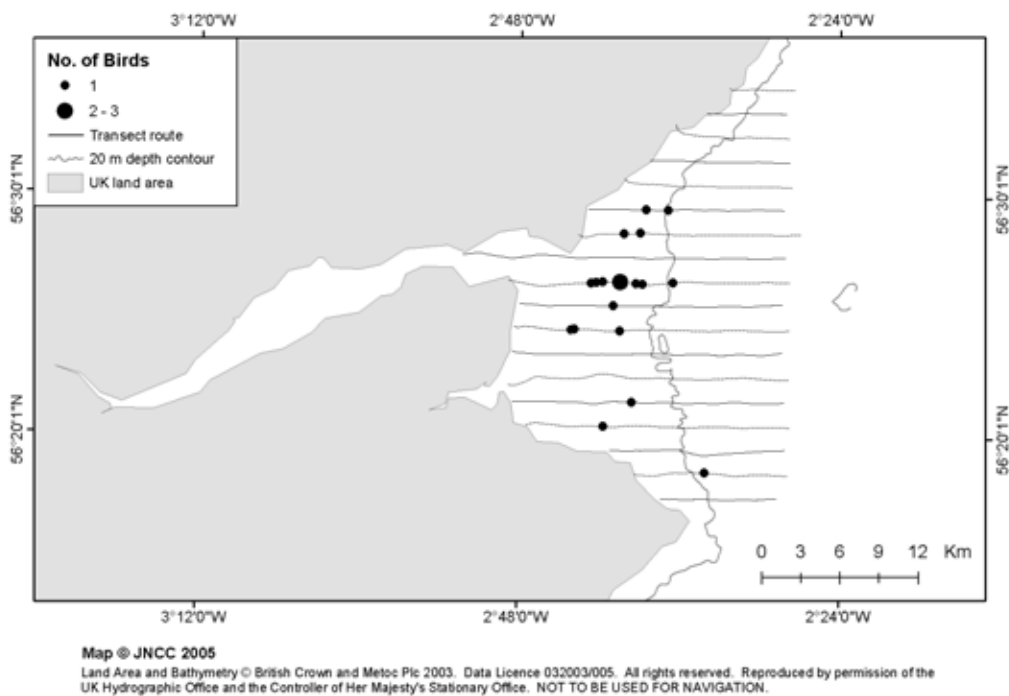 3°12'0"W 2°48'0"W 2°24'0"W
No. of Birds
1
2 - 3
Transect route
20 m depth contour
UK land area
56°30'1"N
56°30'1"N
56°20'1"N
56°20'1"N
0 3 6 9 12 Km
3°12'0"W 2°48'0"W 2°24'0"W
Map © JNCC 2005
Land Area and Bathymetry © British Crown and Metoc Plc 2003. Data Licence 032003/005. All rights reserved. Reproduced by permission of the
UK Hydrographic Office and the Controller of Her Majesty's Stationary Office. NOT TO BE USED FOR NAVIGATION.